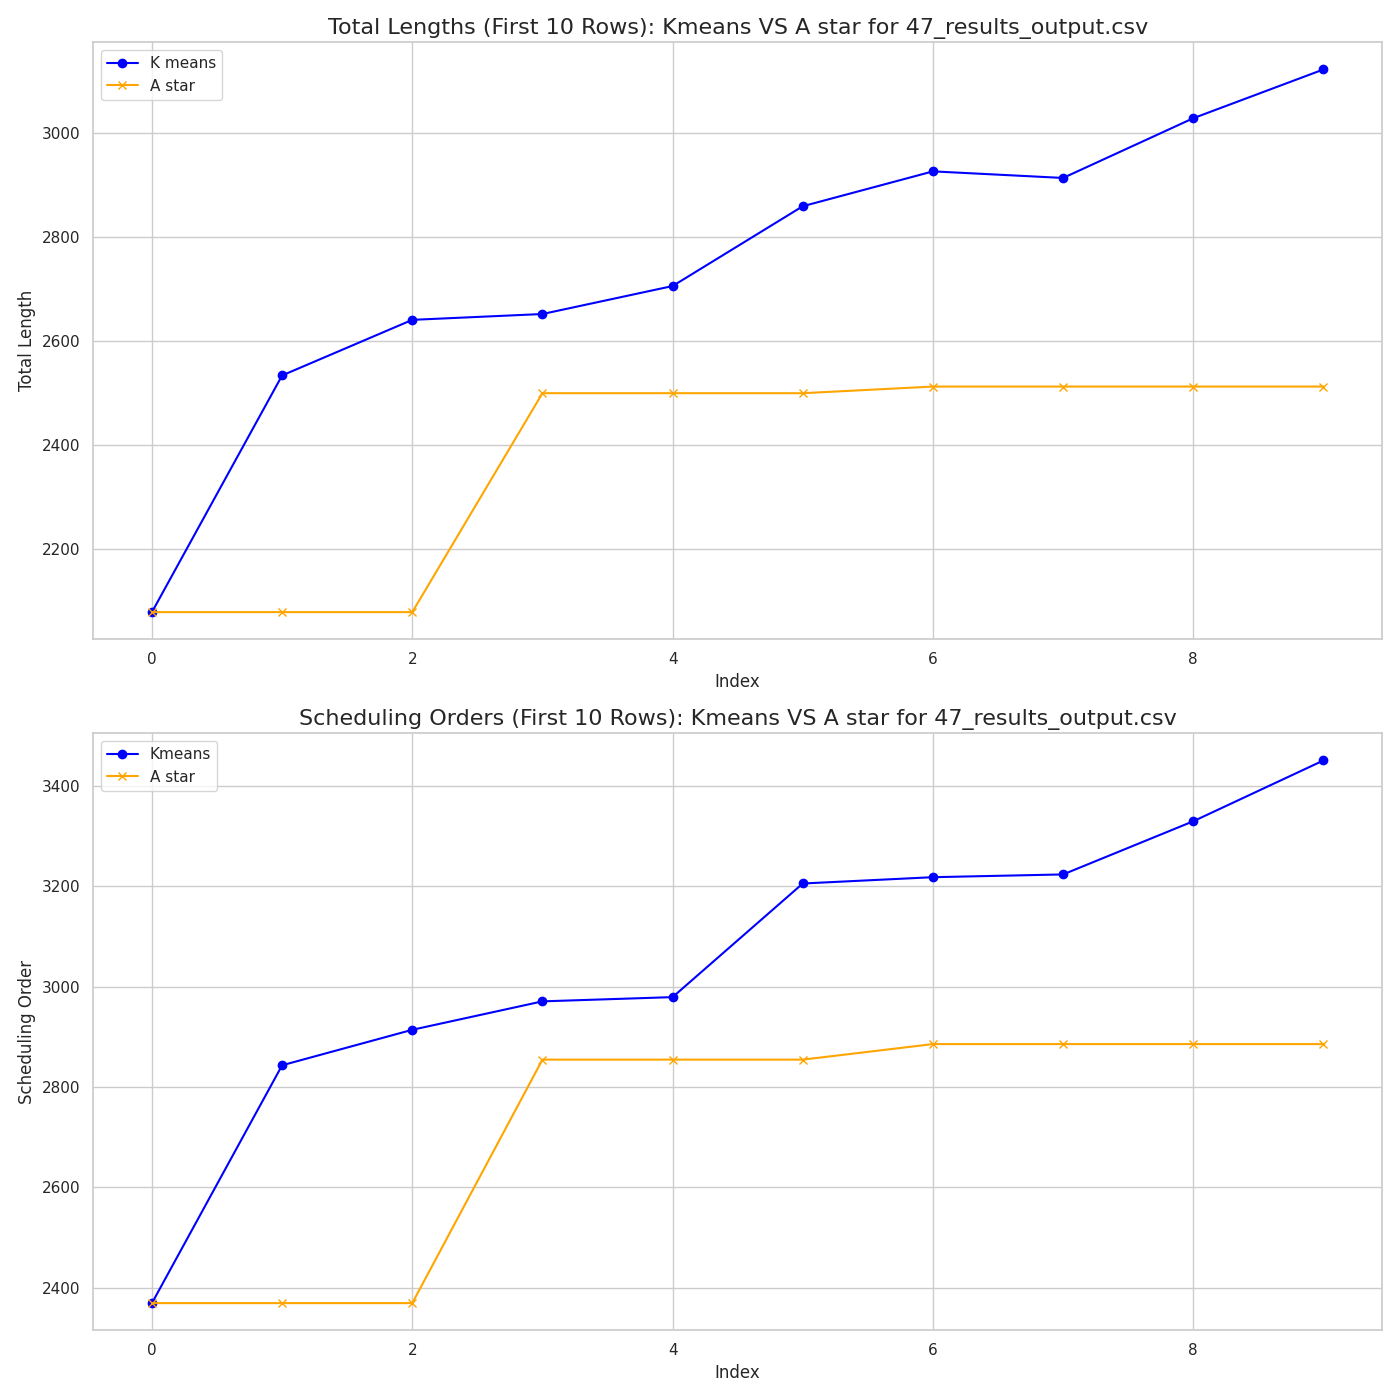 Total Lengths (First 10 Rows): Kmeans VS A star for 47_results_output.csv
K means
A star
3000
2800
2600
2400
2200
Total Length
0 2 4 6 8
Index
Scheduling Orders (First 10 Rows): Kmeans VS A star for 47_results_output.csv
Kmeans
A star
3400
3200
3000
2800
2600
2400
Scheduling Order
0 2 4 6 8
Index